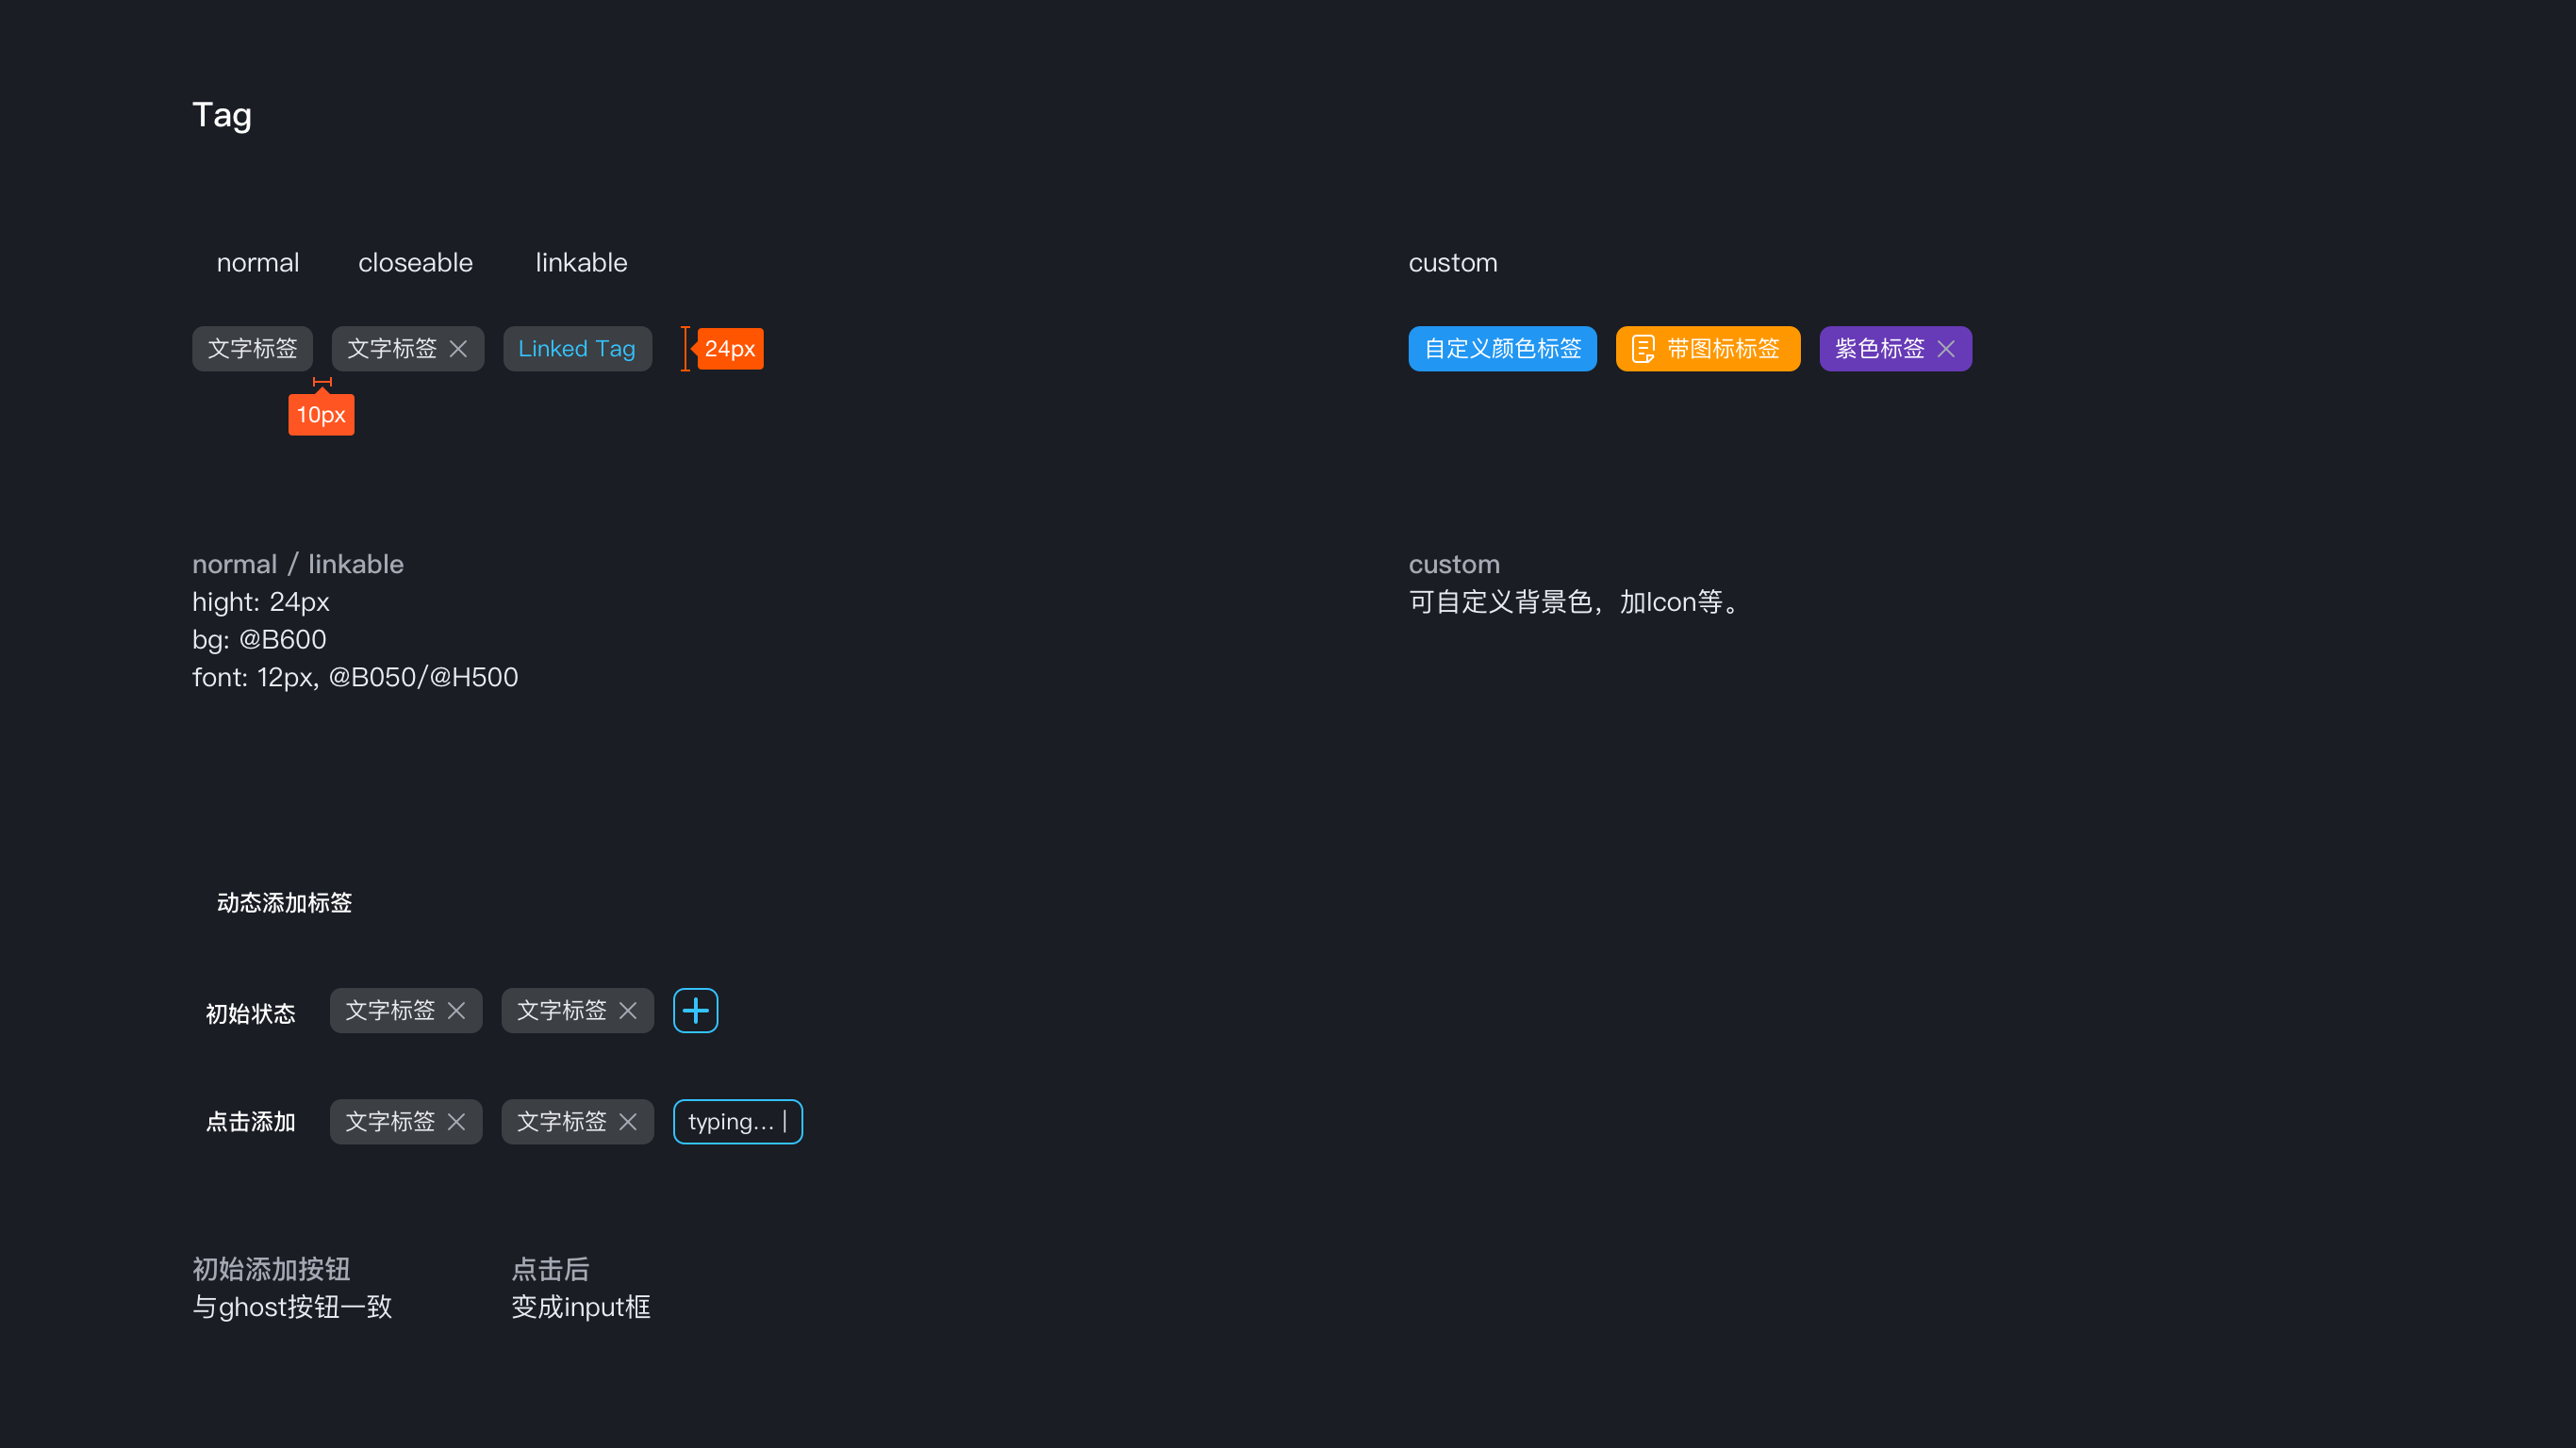 Tag
normal closeable linkable
文字标签 文字标签 Linked Tag 24px
10px
custom
自定义颜色标签 带图标标签 紫色标签
normal / linkable
hight: 24px
bg: @B600
font: 12px, @B050/@H500
custom
可自定义背景色，加Icon等。
动态添加标签
初始状态 文字标签 文字标签
点击添加 文字标签 文字标签 typing...
初始添加按钮
与ghost按钮一致
点击后
变成input框